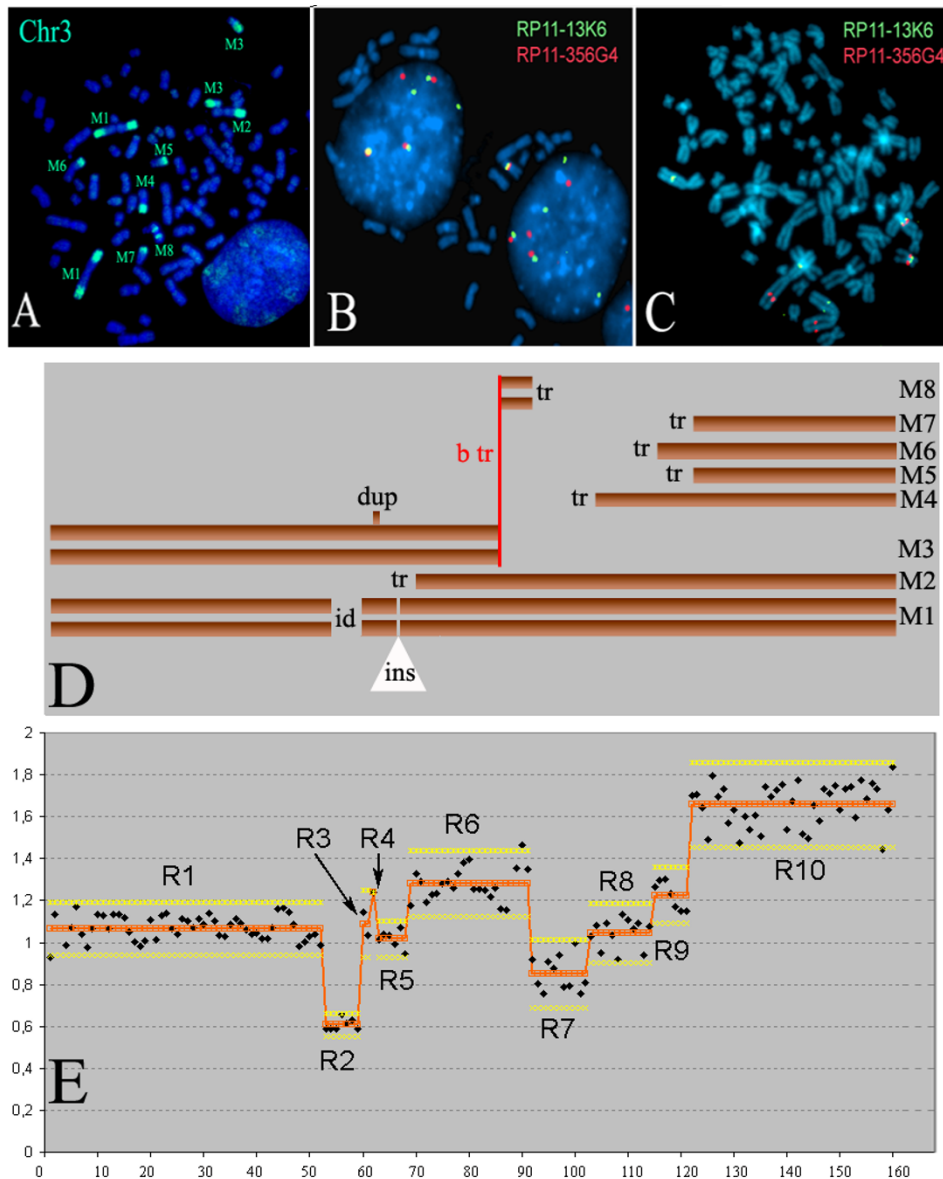 Chr3
M3
M3
M2
M1
M5
M6
M4
M7
M8
M1
A
RP11-13K6
RP11-356G4
B
RP11-13K6
RP11-356G4
C
tr M8
tr M7
b tr
tr M6
tr M5
dup
tr M4
M3
tr M2
id M1
ins
D
2
1,8
1,6
1,4
1,2
1
0,8
0,6
0,4
0,2
0
R1
R2
R3
R4
R5
R6
R7
R8
R9
R10
E
0 10 20 30 40 50 60 70 80 90 100 110 120 130 140 150 160